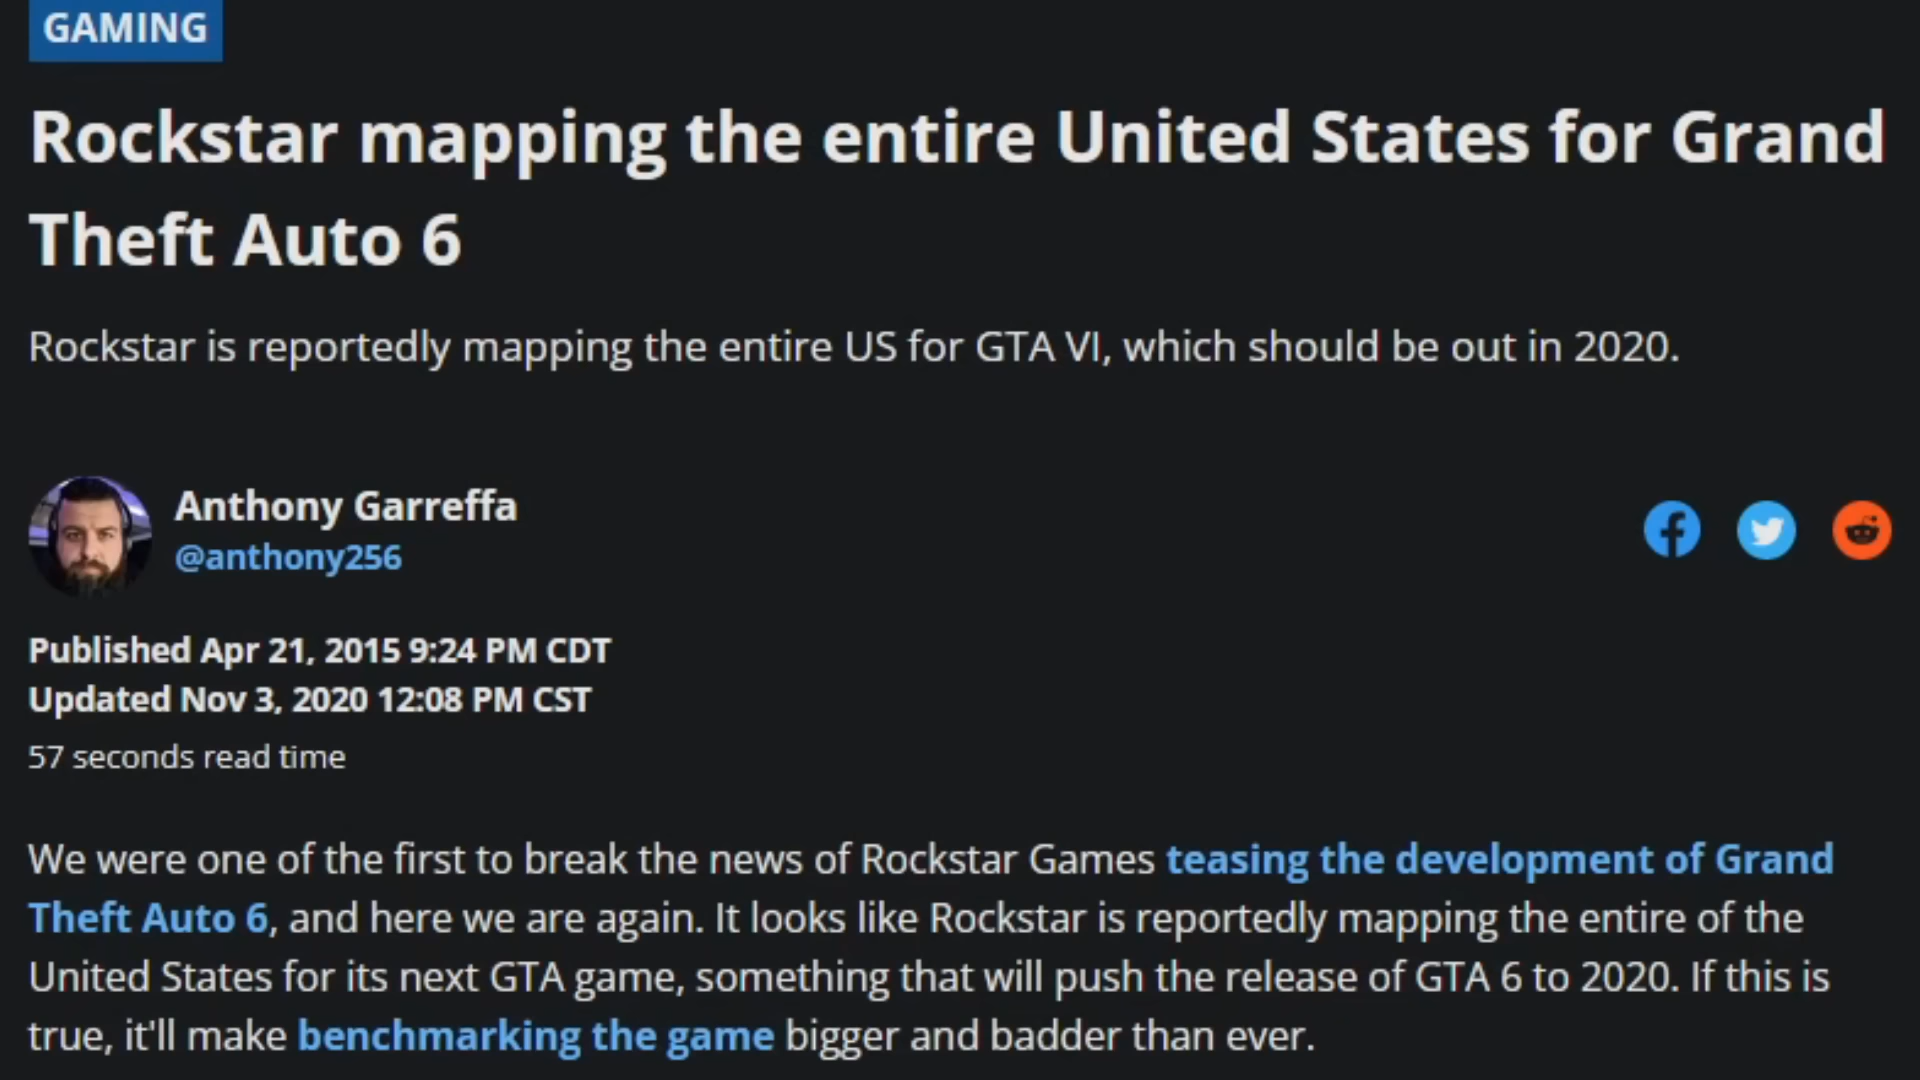 GAMING
Rockstar mapping the entire United States for Grand
Theft Auto 6
Rockstar is reportedly mapping the entire US for GTA VI, which should be out in 2020.
Anthony Garreffa
@anthony256
Published Apr 21, 2015 9:24 PM CDT
Updated Nov 3, 2020 12:08 PM CST
57 seconds read time
We were one of the first to break the news of Rockstar Games teasing the development of Grand
Theft Auto 6, and here we are again. It looks like Rockstar is reportedly mapping the entire of the
United States for its next GTA game, something that will push the release of GTA 6 to 2020. If this is
true, it'll make benchmarking the game bigger and badder than ever.